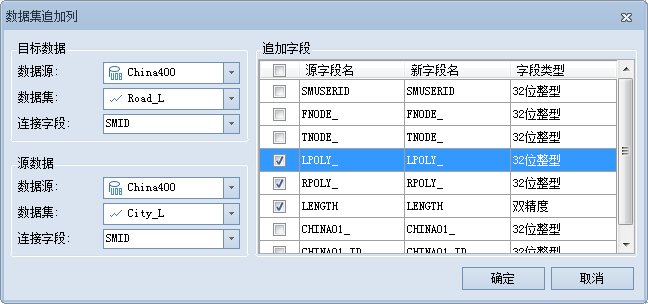 数据集追加列
目标数据
数据源: China400
数据集: Road_L
连接字段: SMID
源数据
数据源: China400
数据集: City_L
连接字段: SMID
追加字段
源字段名 新字段名 字段类型
SMUSERID SMUSERID 32位整型
FNODE_ FNODE_ 32位整型
TNODE_ TNODE_ 32位整型
LPOLY_ LPOLY_ 32位整型
RPOLY_ RPOLY_ 32位整型
LENGTH LENGTH 双精度
CHINA01_ CHINA01_ 32位整型
CHINA01_ID CHINA01_ID 32位整型
确定 取消